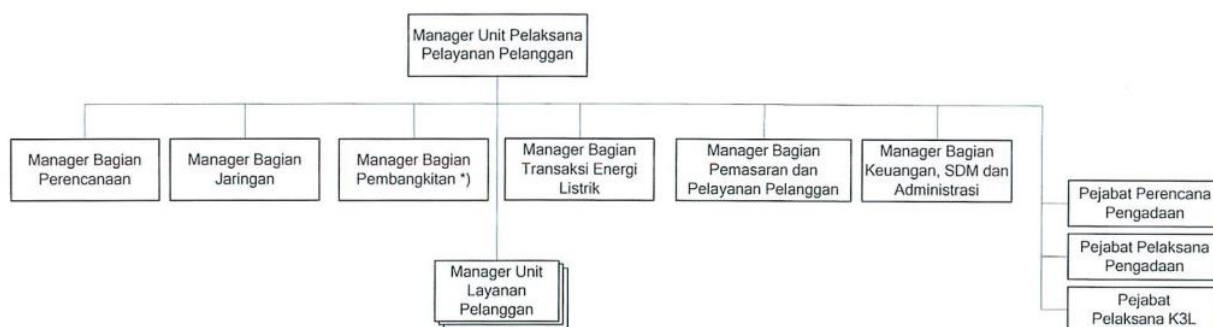 Manager Unit Pelaksana
Pelayanan Pelanggan
Manager Bagian
Perencanaan
Manager Bagian
Jaringan
Manager Bagian
Pembangkitan *)
Manager Bagian
Transaksi Energi
Listrik
Manager Bagian
Pemasaran dan
Pelayanan Pelanggan
Manager Bagian
Keuangan, SDM dan
Administrasi
Pejabat Perencana
Pengadaan
Pejabat Pelaksana
Pengadaan
Pejabat
Pelaksana K3L
Manager Unit
Layanan
Pelanggan